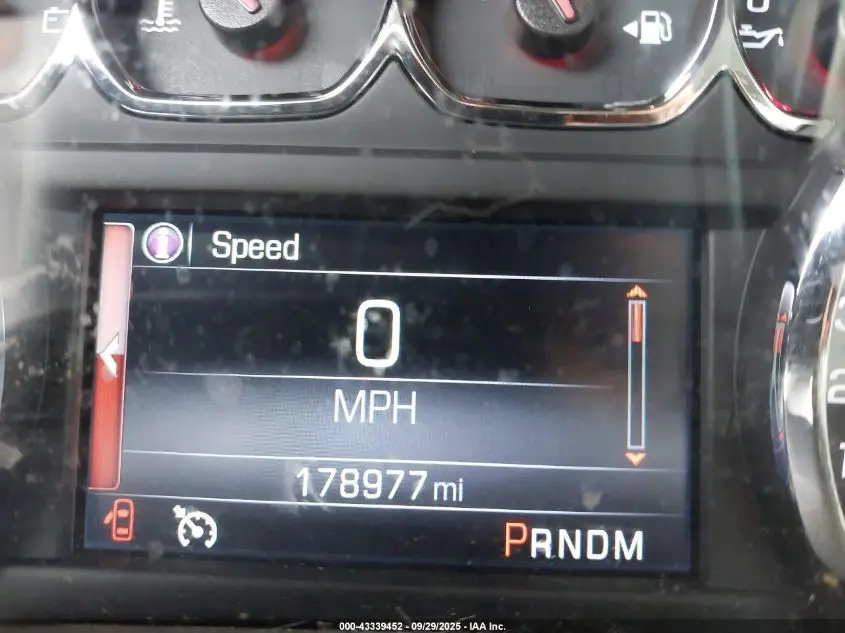 Speed
0
MPH
178977 mi
PRNDM
000-43339452 - 09/29/2025 - IAA Inc.